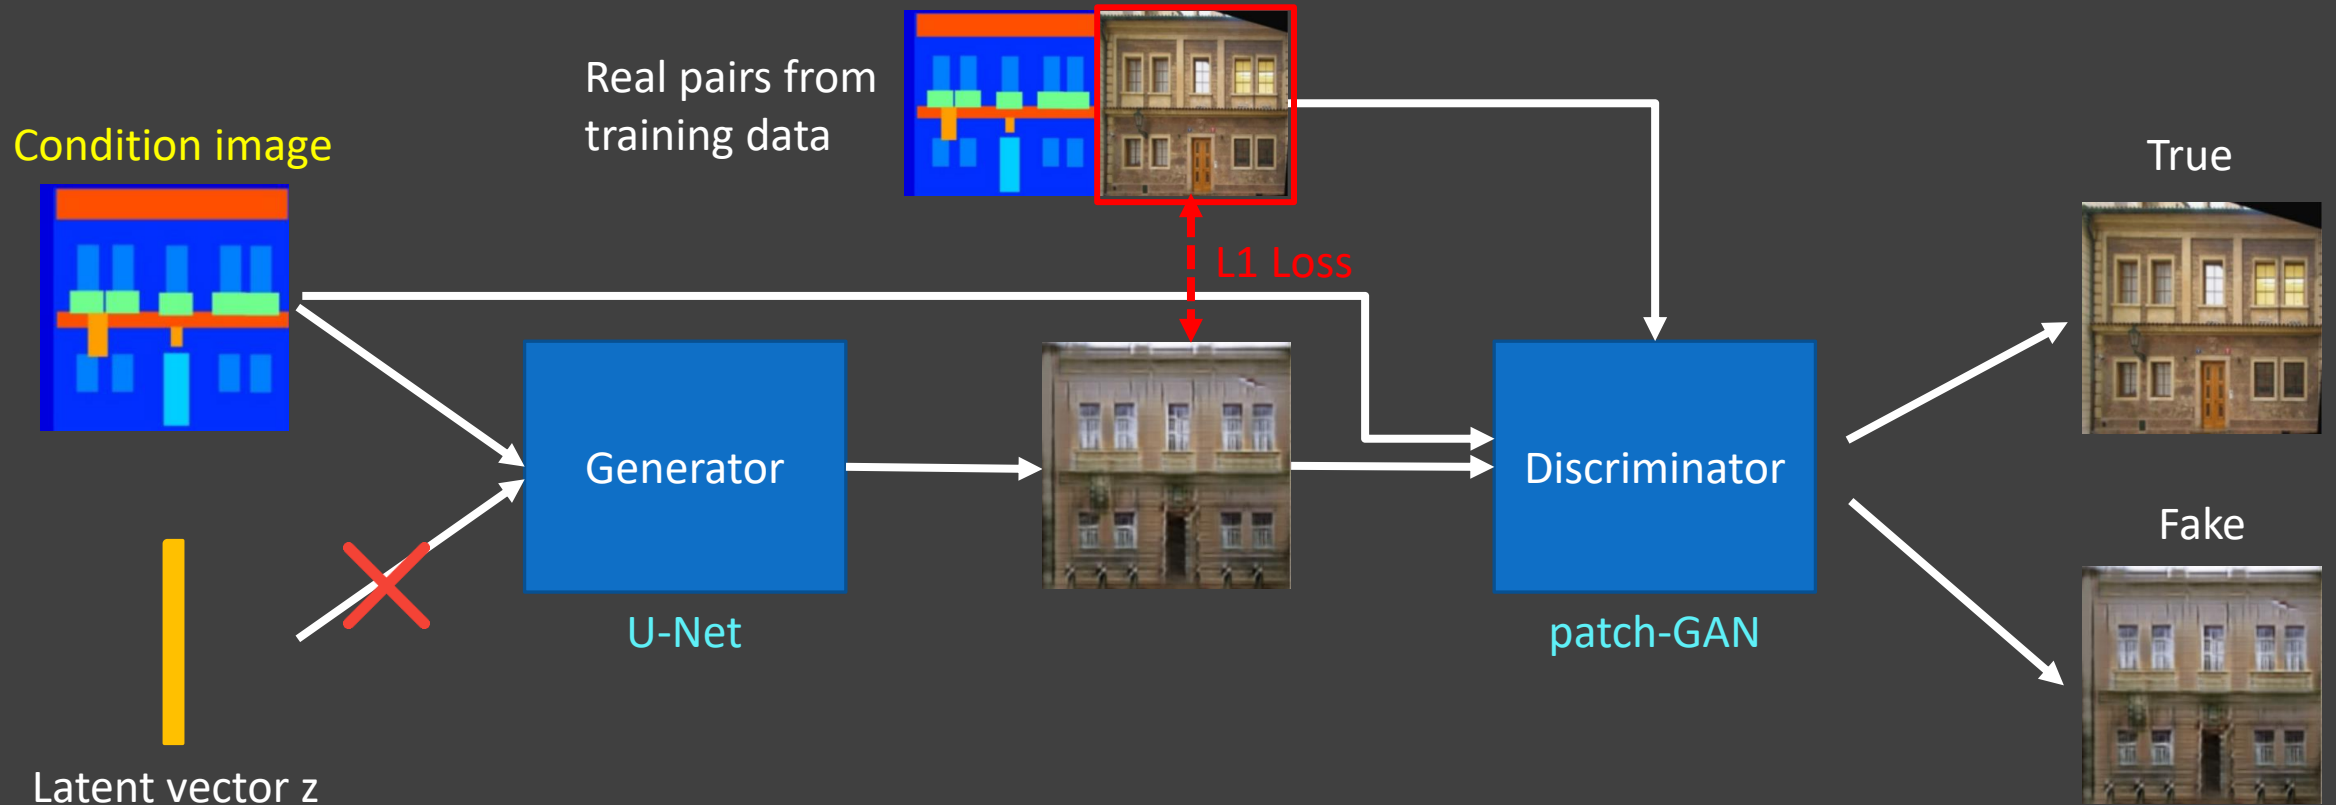 Real pairs from
training data
Condition image
True
L1 Loss
Generator
Discriminator
Fake
U-Net
patch-GAN
Latent vector z